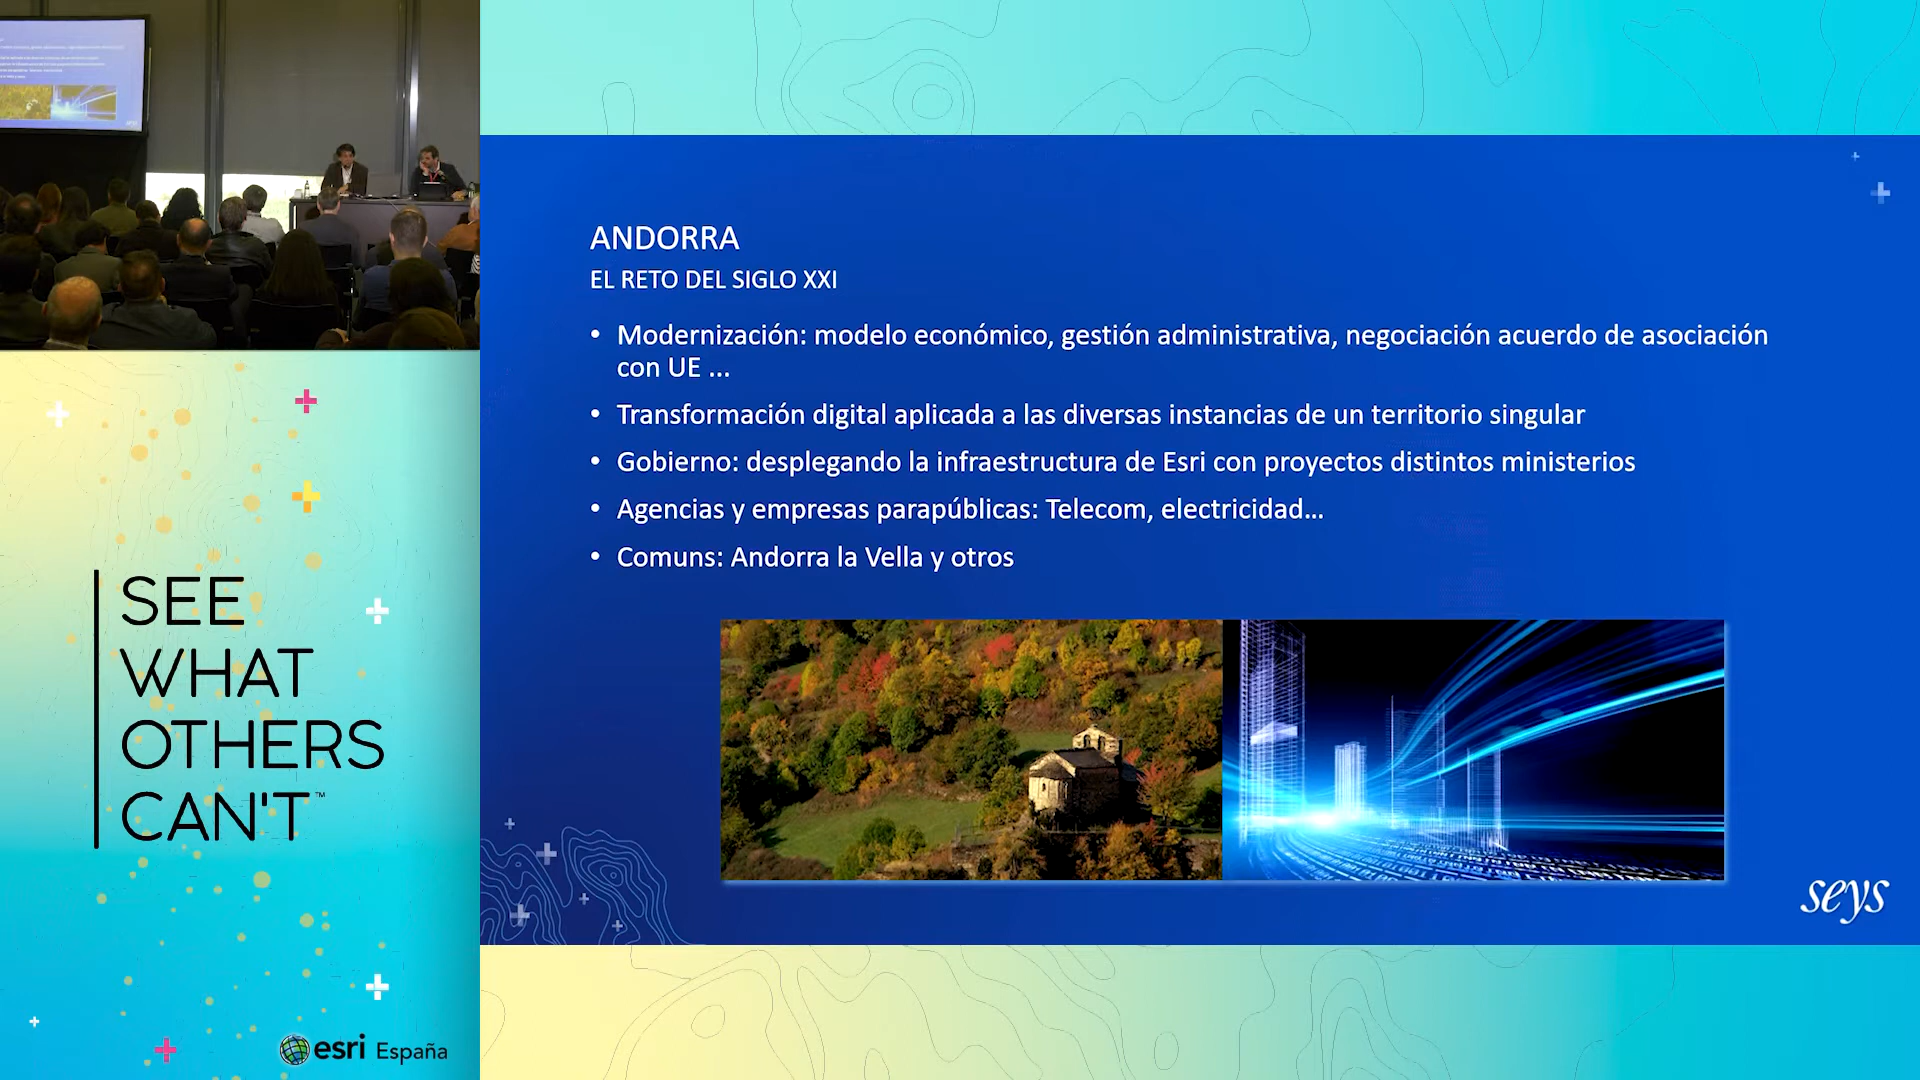 ANDORRA
EL RETO DEL SIGLO XXI
• Modernización: modelo económico, gestión administrativa, negociación acuerdo de asociación
con UE ...
• Transformación digital aplicada a las diversas instancias de un territorio singular
• Gobierno: desplegando la infraestructura de Esri con proyectos distintos ministerios
• Agencias y empresas parapúblicas: Telecom, electricidad...
• Comuns: Andorra la Vella y otros
seys
SEE
WHAT
OTHERS
CAN'T™
esri España